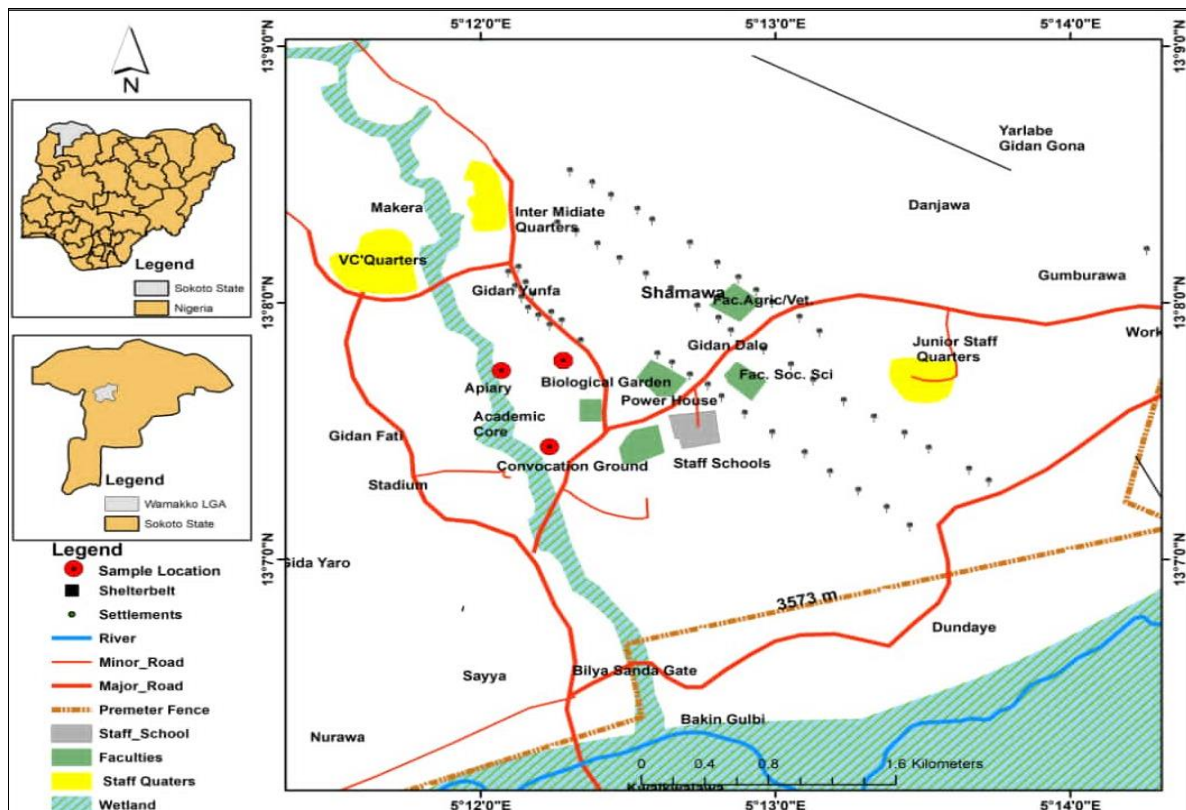 5°12'0"E
5°13'0"E
5°14'0"E
13°9'0"N
13°9'0"N
N
Yarlabe
Gidan Gona
Makera
Inter Midiate
Quarters
Danjawa
VC'Quarters
Gumburawa
Legend
Sokoto State
Nigeria
Gidan Yunfa
Shamawa
Fac.Agric/Vet.
13°8'0"N
13°8'0"N
Work
Gidan Dale
Junior Staff
Quarters
Apiary
Biological Garden
Fac. Soc. Sci
Power House
Academic
Core
Gidan Fati
Convocation Ground
Staff Schools
Stadium
Legend
Wamakko LGA
Sokoto State
13°7'0"N
13°7'0"N
Gida Yaro
3573 m
Dundaye
Sayya
Bilya Sanda Gate
Bakin Gulbi
Nurawa
0 0.4 0.8 1.6 Kilometers
Legend
Sample Location
Shelterbelt
Settlements
River
Minor_Road
Major_Road
Premeter Fence
Staff_School
Faculties
Staff Quaters
Wetland
5°12'0"E
5°13'0"E
5°14'0"E